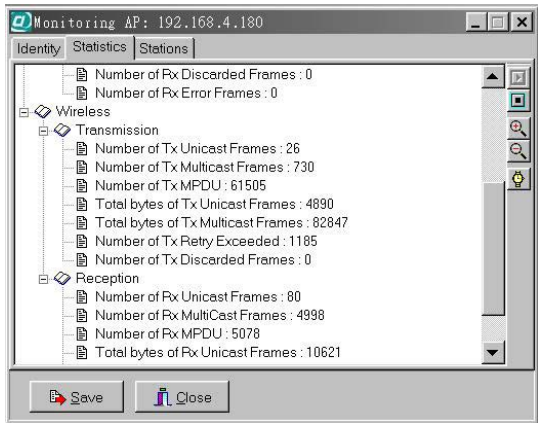 Monitoring AP: 192.168.4.180
Identity Statistics Stations
Number of Rx Discarded Frames : 0
Number of Rx Error Frames : 0
Wireless
Transmission
Number of Tx Unicast Frames : 26
Number of Tx Multicast Frames : 730
Number of Tx MPDU : 61505
Total bytes of Tx Unicast Frames : 4890
Total bytes of Tx Multicast Frames : 82847
Number of Tx Retry Exceeded : 1185
Number of Tx Discarded Frames : 0
Reception
Number of Rx Unicast Frames : 80
Number of Rx MultiCast Frames : 4998
Number of Rx MPDU : 5078
Total bytes of Rx Unicast Frames : 10621
Save Close